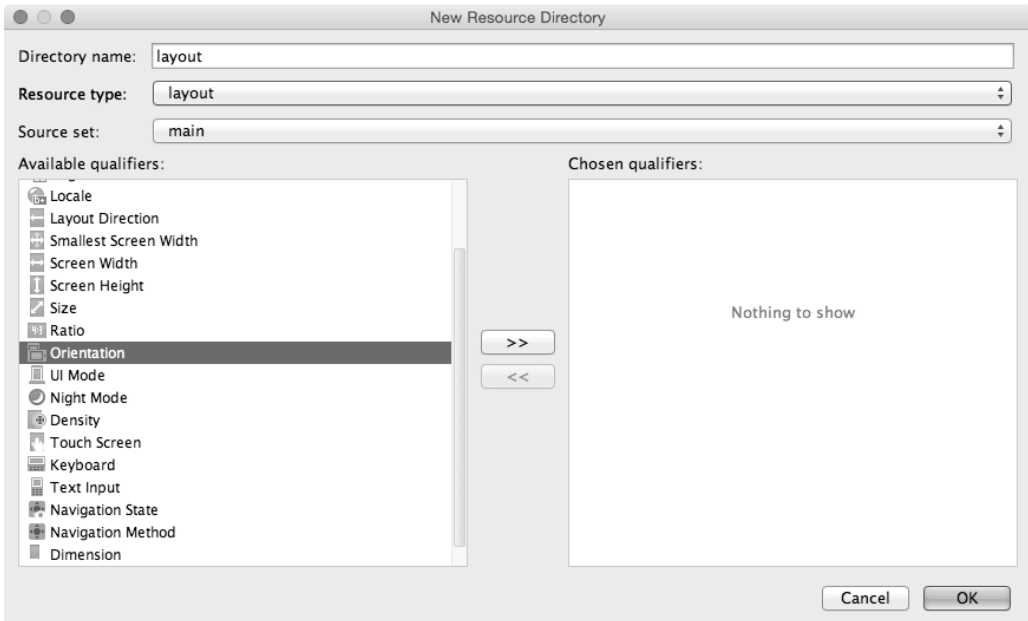 New Resource Directory
Directory name: layout
Resource type: layout
Source set: main
Available qualifiers:
Chosen qualifiers:
Locale
Layout Direction
Smallest Screen Width
Screen Width
Screen Height
Size
Ratio
Orientation
UI Mode
Night Mode
Density
Touch Screen
Keyboard
Text Input
Navigation State
Navigation Method
Dimension
>>
<<
Nothing to show
Cancel
OK